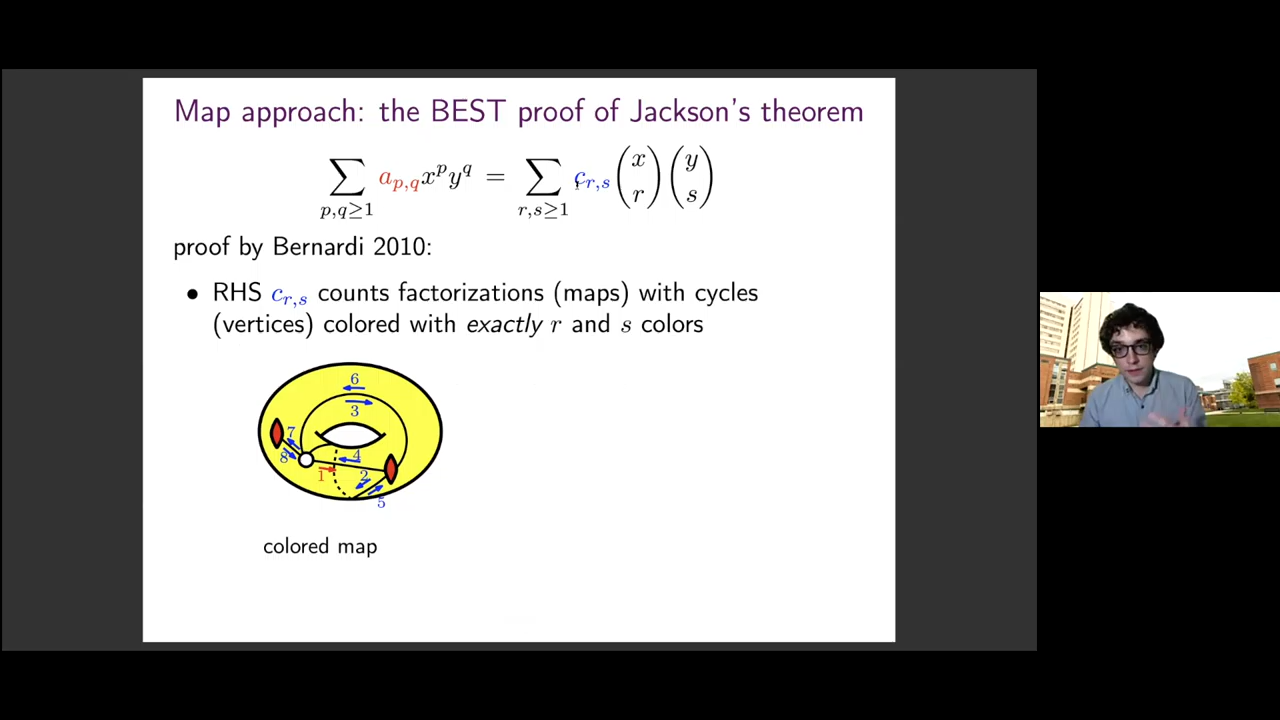 Map approach: the BEST proof of Jackson's theorem
∑_{p,q≥1} a_{p,q} x^p y^q = ∑_{r,s≥1} c_{r,s} (x r) (y s)
proof by Bernardi 2010:
• RHS c_{r,s} counts factorizations (maps) with cycles
(vertices) colored with exactly r and s colors
6
3
7
8
4
1
2
5
colored map